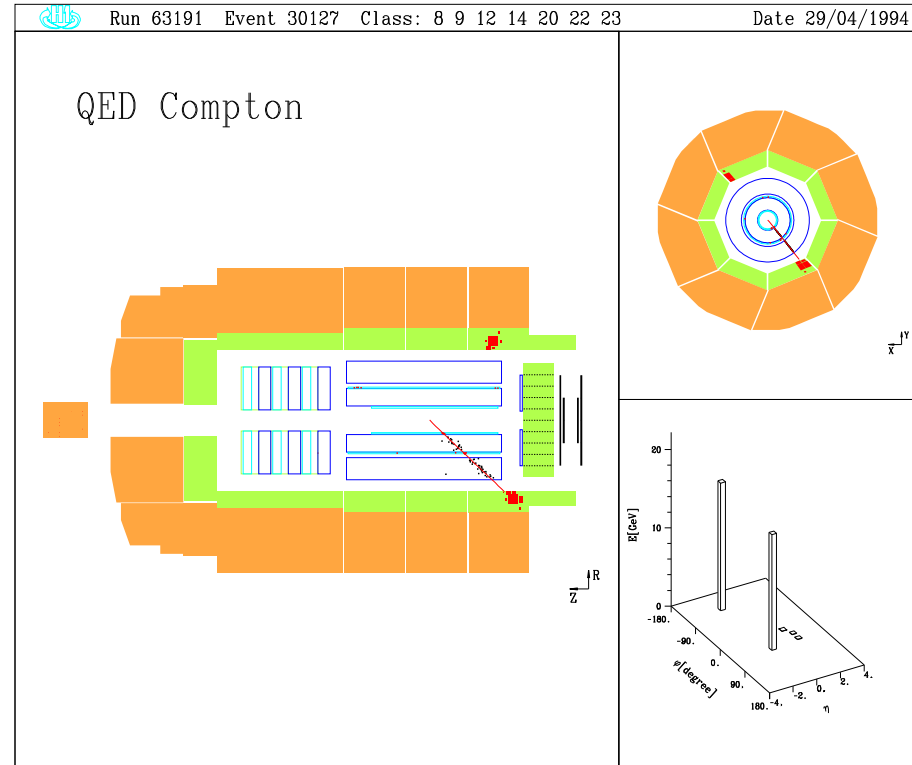 Run 63191 Event 30127 Class: 8 9 12 14 20 22 23 Date 29/04/1994
QED Compton
Y
X
R
Z
E[GeV]
20
10
0
-180.
-90.
0.
90.
180.
φ[degree]
-4.
-2.
0.
2.
4.
η